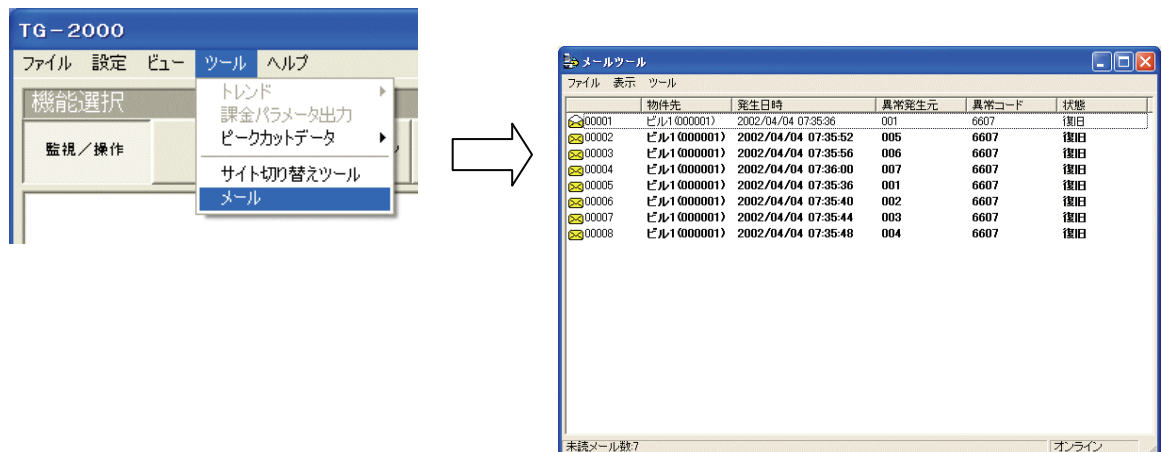 TG-2000
ファイル 設定 ビュー ツール ヘルプ
機能選択
監視/操作
トレンド
課金パラメータ出力
ピークカットデータ
サイト切り替えツール
メール
メールツール
ファイル 表示 ツール
物件先 発生日時 異常発生元 異常コード 状態
00001 ビル1(000001) 2002/04/04 07:35:36 001 6607 復旧
00002 ビル1(000001) 2002/04/04 07:35:52 005 6607 復旧
00003 ビル1(000001) 2002/04/04 07:35:56 006 6607 復旧
00004 ビル1(000001) 2002/04/04 07:36:00 007 6607 復旧
00005 ビル1(000001) 2002/04/04 07:35:36 001 6607 復旧
00006 ビル1(000001) 2002/04/04 07:35:40 002 6607 復旧
00007 ビル1(000001) 2002/04/04 07:35:44 003 6607 復旧
00008 ビル1(000001) 2002/04/04 07:35:48 004 6607 復旧
未読メール数:7 オンライン